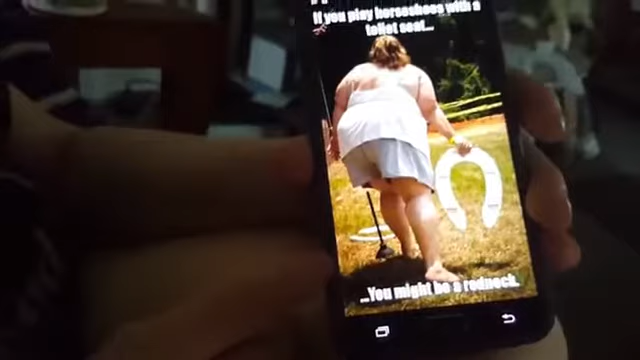 If you play horseshoes with a
toilet seat...
...You might be a redneck.